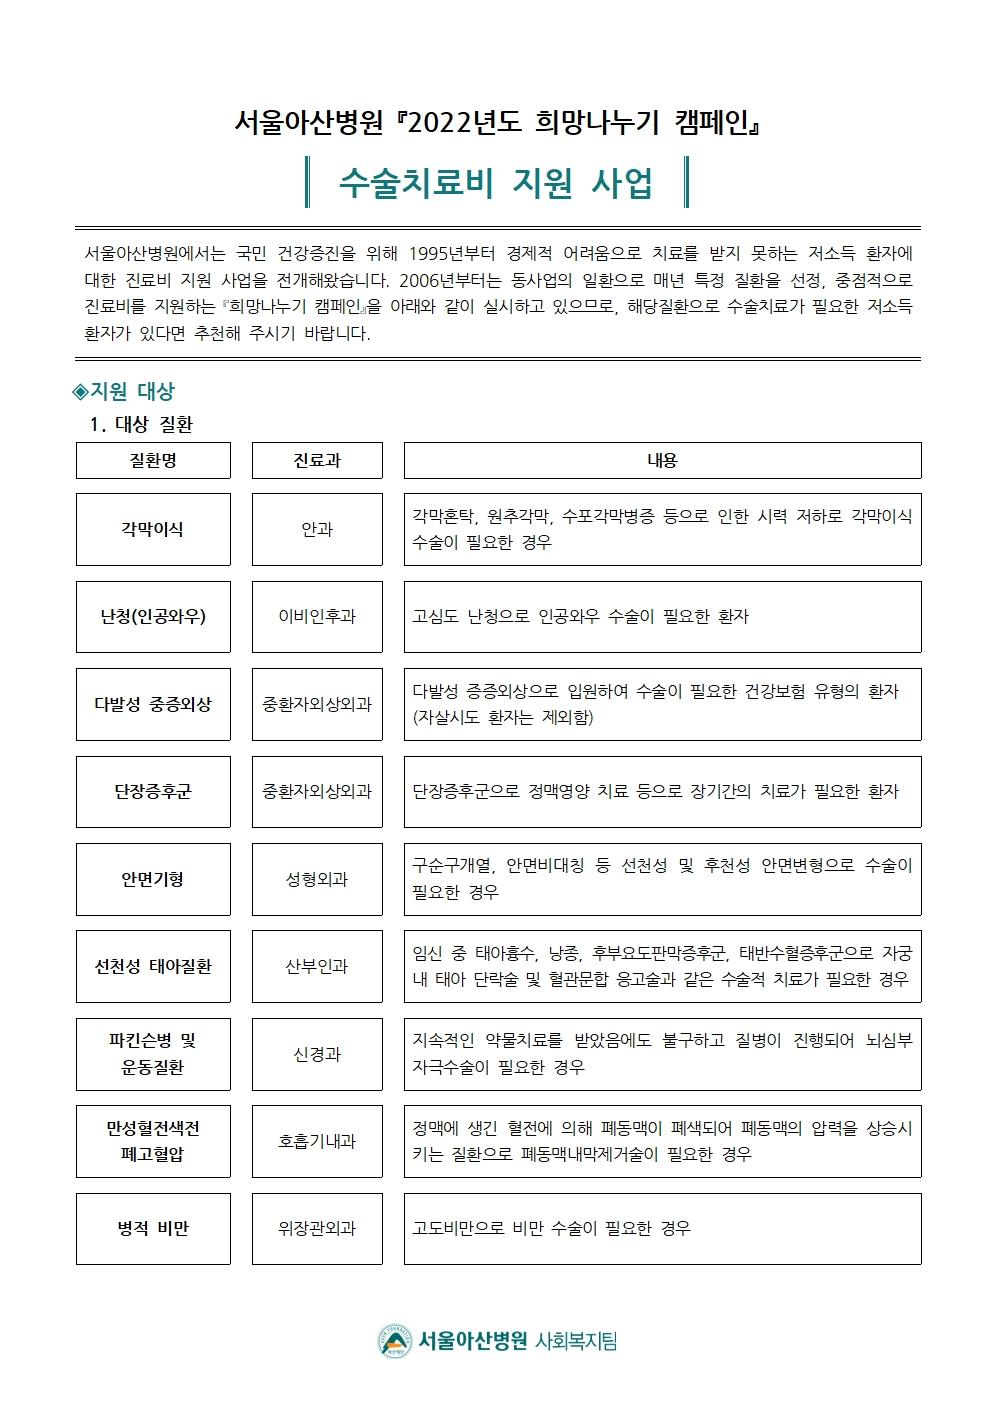 서울아산병원 『2022년도 희망나누기 캠페인』
수술치료비 지원 사업
서울아산병원에서는 국민 건강증진을 위해 1995년부터 경제적 어려움으로 치료를 받지 못하는 저소득 환자에
대한 진료비 지원 사업을 전개해왔습니다. 2006년부터는 동사업의 일환으로 매년 특정 질환을 선정, 중점적으로
진료비를 지원하는 『희망나누기 캠페인』을 아래와 같이 실시하고 있으므로, 해당질환으로 수술치료가 필요한 저소득
환자가 있다면 추천해 주시기 바랍니다.
◈지원 대상
1. 대상 질환
질환명 진료과 내용
각막이식 안과 각막혼탁, 원추각막, 수포각막병증 등으로 인한 시력 저하로 각막이식
수술이 필요한 경우
난청(인공와우) 이비인후과 고심도 난청으로 인공와우 수술이 필요한 환자
다발성 중증외상 중환자외상외과 다발성 증증외상으로 입원하여 수술이 필요한 건강보험 유형의 환자
(자살시도 환자는 제외함)
단장증후군 중환자외상외과 단장증후군으로 정맥영양 치료 등으로 장기간의 치료가 필요한 환자
안면기형 성형외과 구순구개열, 안면비대칭 등 선천성 및 후천성 안면변형으로 수술이
필요한 경우
선천성 태아질환 산부인과 임신 중 태아흉수, 낭종, 후부요도판막증후군, 태반수혈증후군으로 자궁
내 태아 단락술 및 혈관문합 응고술과 같은 수술적 치료가 필요한 경우
파킨슨병 및
운동질환 신경과 지속적인 약물치료를 받았음에도 불구하고 질병이 진행되어 뇌심부
자극수술이 필요한 경우
만성혈전색전
폐고혈압 호흡기내과 정맥에 생긴 혈전에 의해 폐동맥이 폐색되어 폐동맥의 압력을 상승시
키는 질환으로 폐동맥내막제거술이 필요한 경우
병적 비만 위장관외과 고도비만으로 비만 수술이 필요한 경우
서울아산병원 사회복지팀